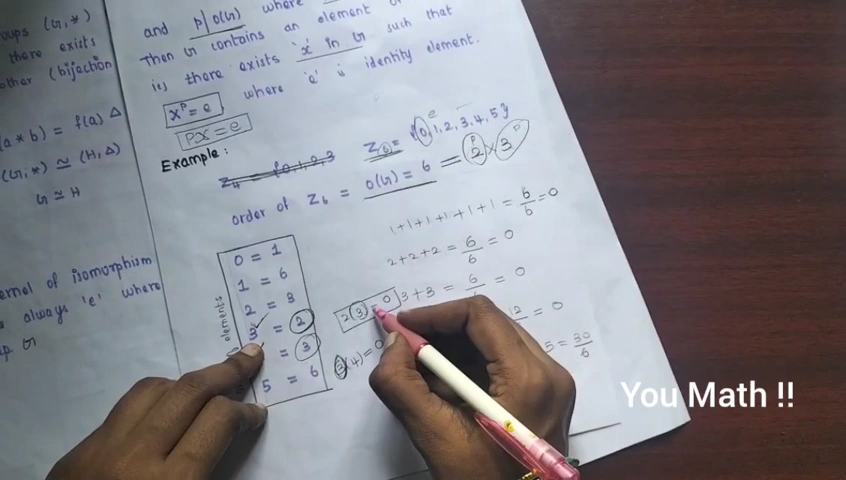 oups (G,*)
there exists
other (bijection
(a * b) = f(a) Δ
(G,*) ≅ (H, Δ)
G ≅ H
ernel of isomorphism
always 'e' where
and p|o(G) where
Then G contains an element
i, there exists 'x' in G such that
x^p = e, where 'e' is identity element.
px = e
Example:
Z4 = {0,1,0,3
Z6 = {0,1,2,3,4,5}
e
order of Z6 = o(G) = 6 = 2 × 3
p p
1+1+1+1+1+1 = 6/6 = 0
2+2+2 = 6/6 = 0
3+3 = 6/ = 0
12 = 0
5 = 30/6
elements
0 = 1
1 = 6
2 = 3
3 = 2
= 3
5 = 6
2(3) = 0
(4) = 0
You Math !!